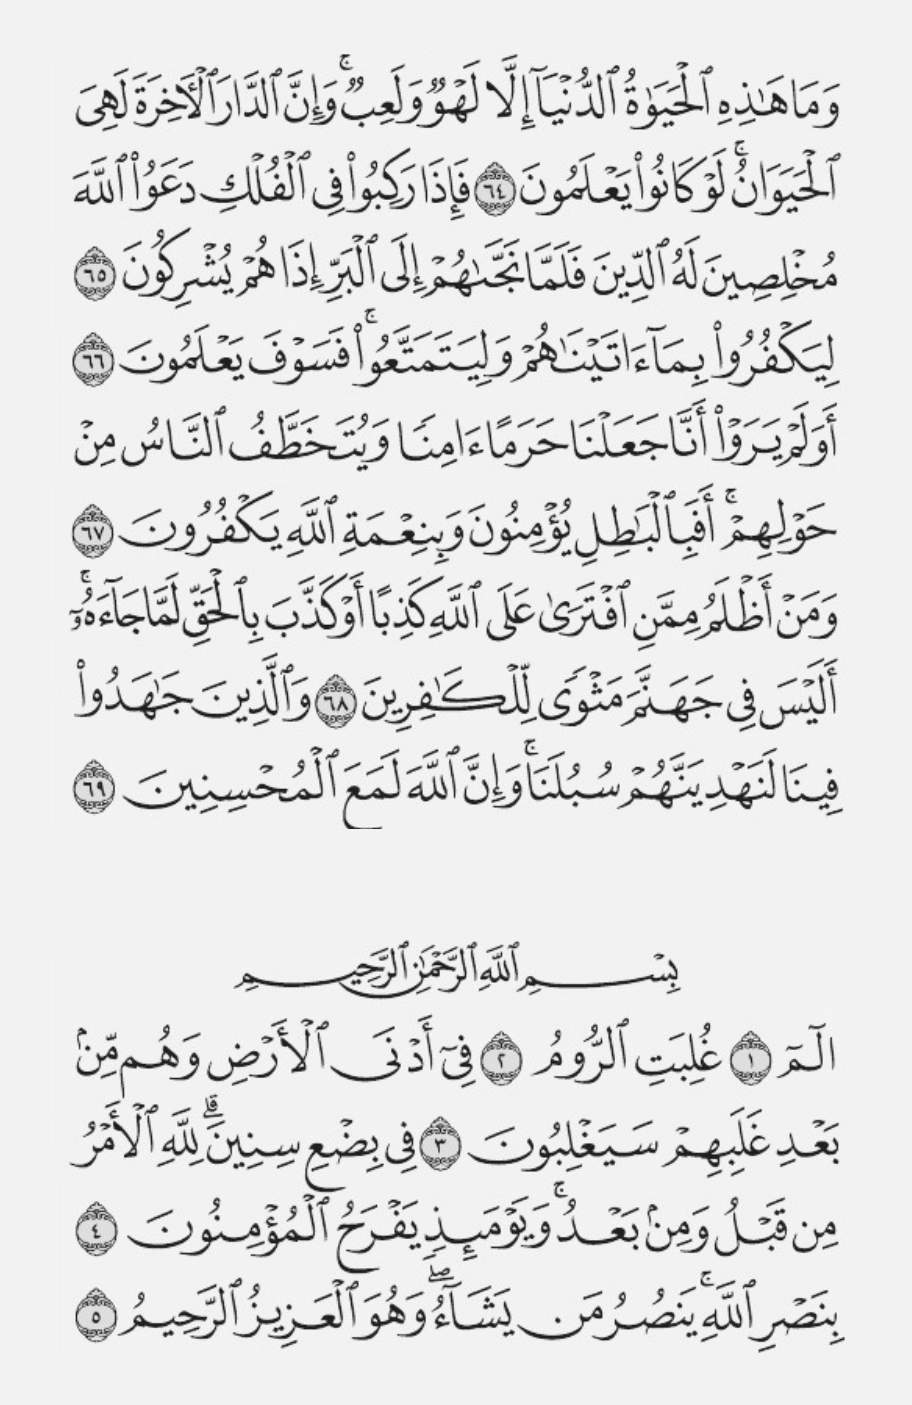 وَمَا هَٰذِهِ ٱلْحَيَوٰةُ ٱلدُّنْيَآ إِلَّا لَهْوٌ وَلَعِبٌ ۚ وَإِنَّ ٱلدَّارَ ٱلْأَخِرَةَ لَهِىَ
ٱلْحَيَوَانُ ۚ لَوْ كَانُوا۟ يَعْلَمُونَ ٦٤ فَإِذَا رَكِبُوا۟ فِى ٱلْفُلْكِ دَعَوُا۟ ٱللَّهَ
مُخْلِصِينَ لَهُ ٱلدِّينَ فَلَمَّا نَجَّىٰهُمْ إِلَى ٱلْبَرِّ إِذَا هُمْ يُشْرِكُونَ ٦٥
لِيَكْفُرُوا۟ بِمَآ ءَاتَيْنَٰهُمْ وَلِيَتَمَتَّعُوا۟ ۚ فَسَوْفَ يَعْلَمُونَ ٦٦
أَوَلَمْ يَرَوْا۟ أَنَّا جَعَلْنَا حَرَمًا ءَامِنًا وَيُتَخَطَّفُ ٱلنَّاسُ مِنْ
حَوْلِهِمْ ۚ أَفَبِٱلْبَٰطِلِ يُؤْمِنُونَ وَبِنِعْمَةِ ٱللَّهِ يَكْفُرُونَ ٦٧
وَمَنْ أَظْلَمُ مِمَّنِ ٱفْتَرَىٰ عَلَى ٱللَّهِ كَذِبًا أَوْ كَذَّبَ بِٱلْحَقِّ لَمَّا جَآءَهُۥٓ ۚ
أَلَيْسَ فِى جَهَنَّمَ مَثْوًى لِّلْكَٰفِرِينَ ٦٨ وَٱلَّذِينَ جَٰهَدُوا۟
فِينَا لَنَهْدِيَنَّهُمْ سُبُلَنَا ۚ وَإِنَّ ٱللَّهَ لَمَعَ ٱلْمُحْسِنِينَ ٦٩
بِسْمِ ٱللَّهِ ٱلرَّحْمَٰنِ ٱلرَّحِيمِ
الٓمٓ ١ غُلِبَتِ ٱلرُّومُ ٢ فِىٓ أَدْنَى ٱلْأَرْضِ وَهُم مِّنۢ
بَعْدِ غَلَبِهِمْ سَيَغْلِبُونَ ٣ فِى بِضْعِ سِنِينَ ۗ لِلَّهِ ٱلْأَمْرُ
مِن قَبْلُ وَمِنۢ بَعْدُ ۚ وَيَوْمَئِذٍ يَفْرَحُ ٱلْمُؤْمِنُونَ ٤
بِنَصْرِ ٱللَّهِ ۚ يَنصُرُ مَن يَشَآءُ ۖ وَهُوَ ٱلْعَزِيزُ ٱلرَّحِيمُ ٥